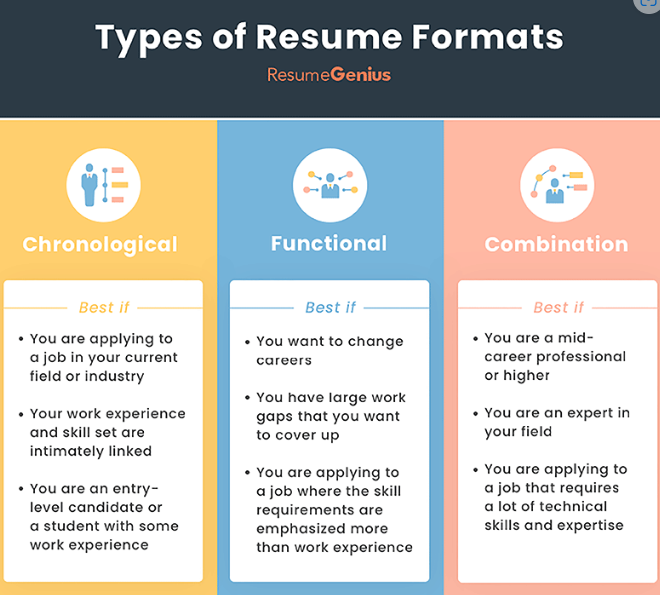 Types of Resume Formats
ResumeGenius
Chronological
Best if
• You are applying to
a job in your current
field or industry
• Your work experience
and skill set are
intimately linked
• You are an entry-
level candidate or
a student with some
work experience
Functional
Best if
• You want to change
careers
• You have large work
gaps that you want
to cover up
• You are applying to
a job where the skill
requirements are
emphasized more
than work experience
Combination
Best if
• You are a mid-
career professional
or higher
• You are an expert in
your field
• You are applying to
a job that requires
a lot of technical
skills and expertise